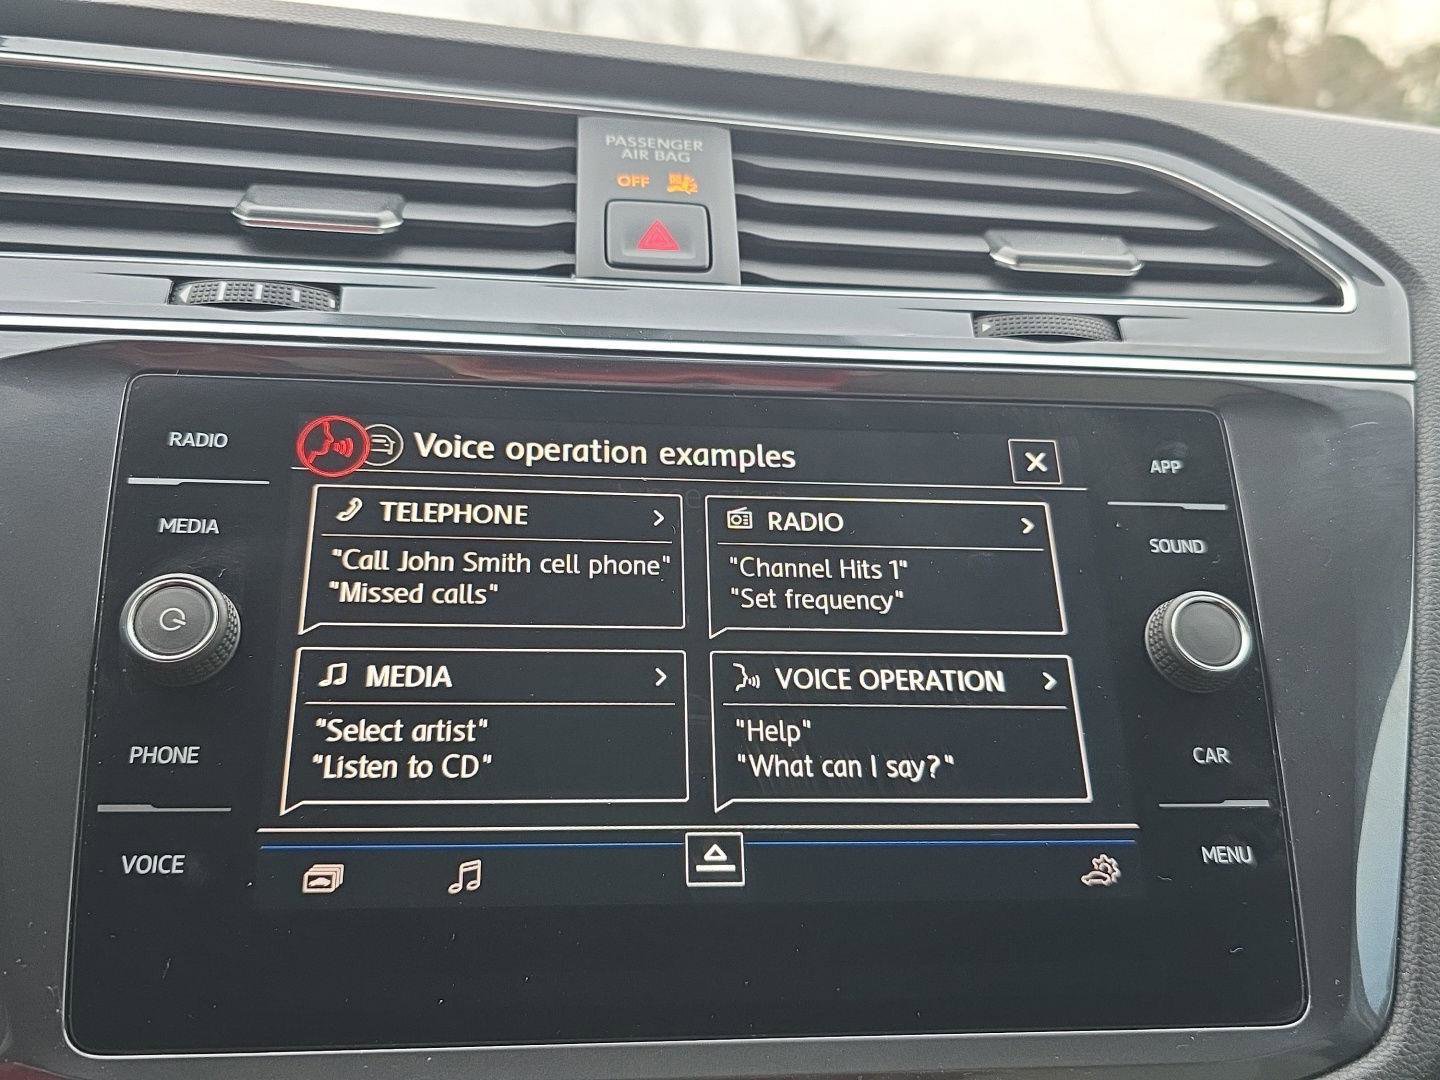 PASSENGER
AIR BAG
OFF
RADIO
MEDIA
PHONE
VOICE
Voice operation examples
TELEPHONE
"Call John Smith cell phone"
"Missed calls"
RADIO
"Channel Hits 1"
"Set frequency"
MEDIA
"Select artist"
"Listen to CD"
VOICE OPERATION
"Help"
"What can I say?"
APP
SOUND
CAR
MENU